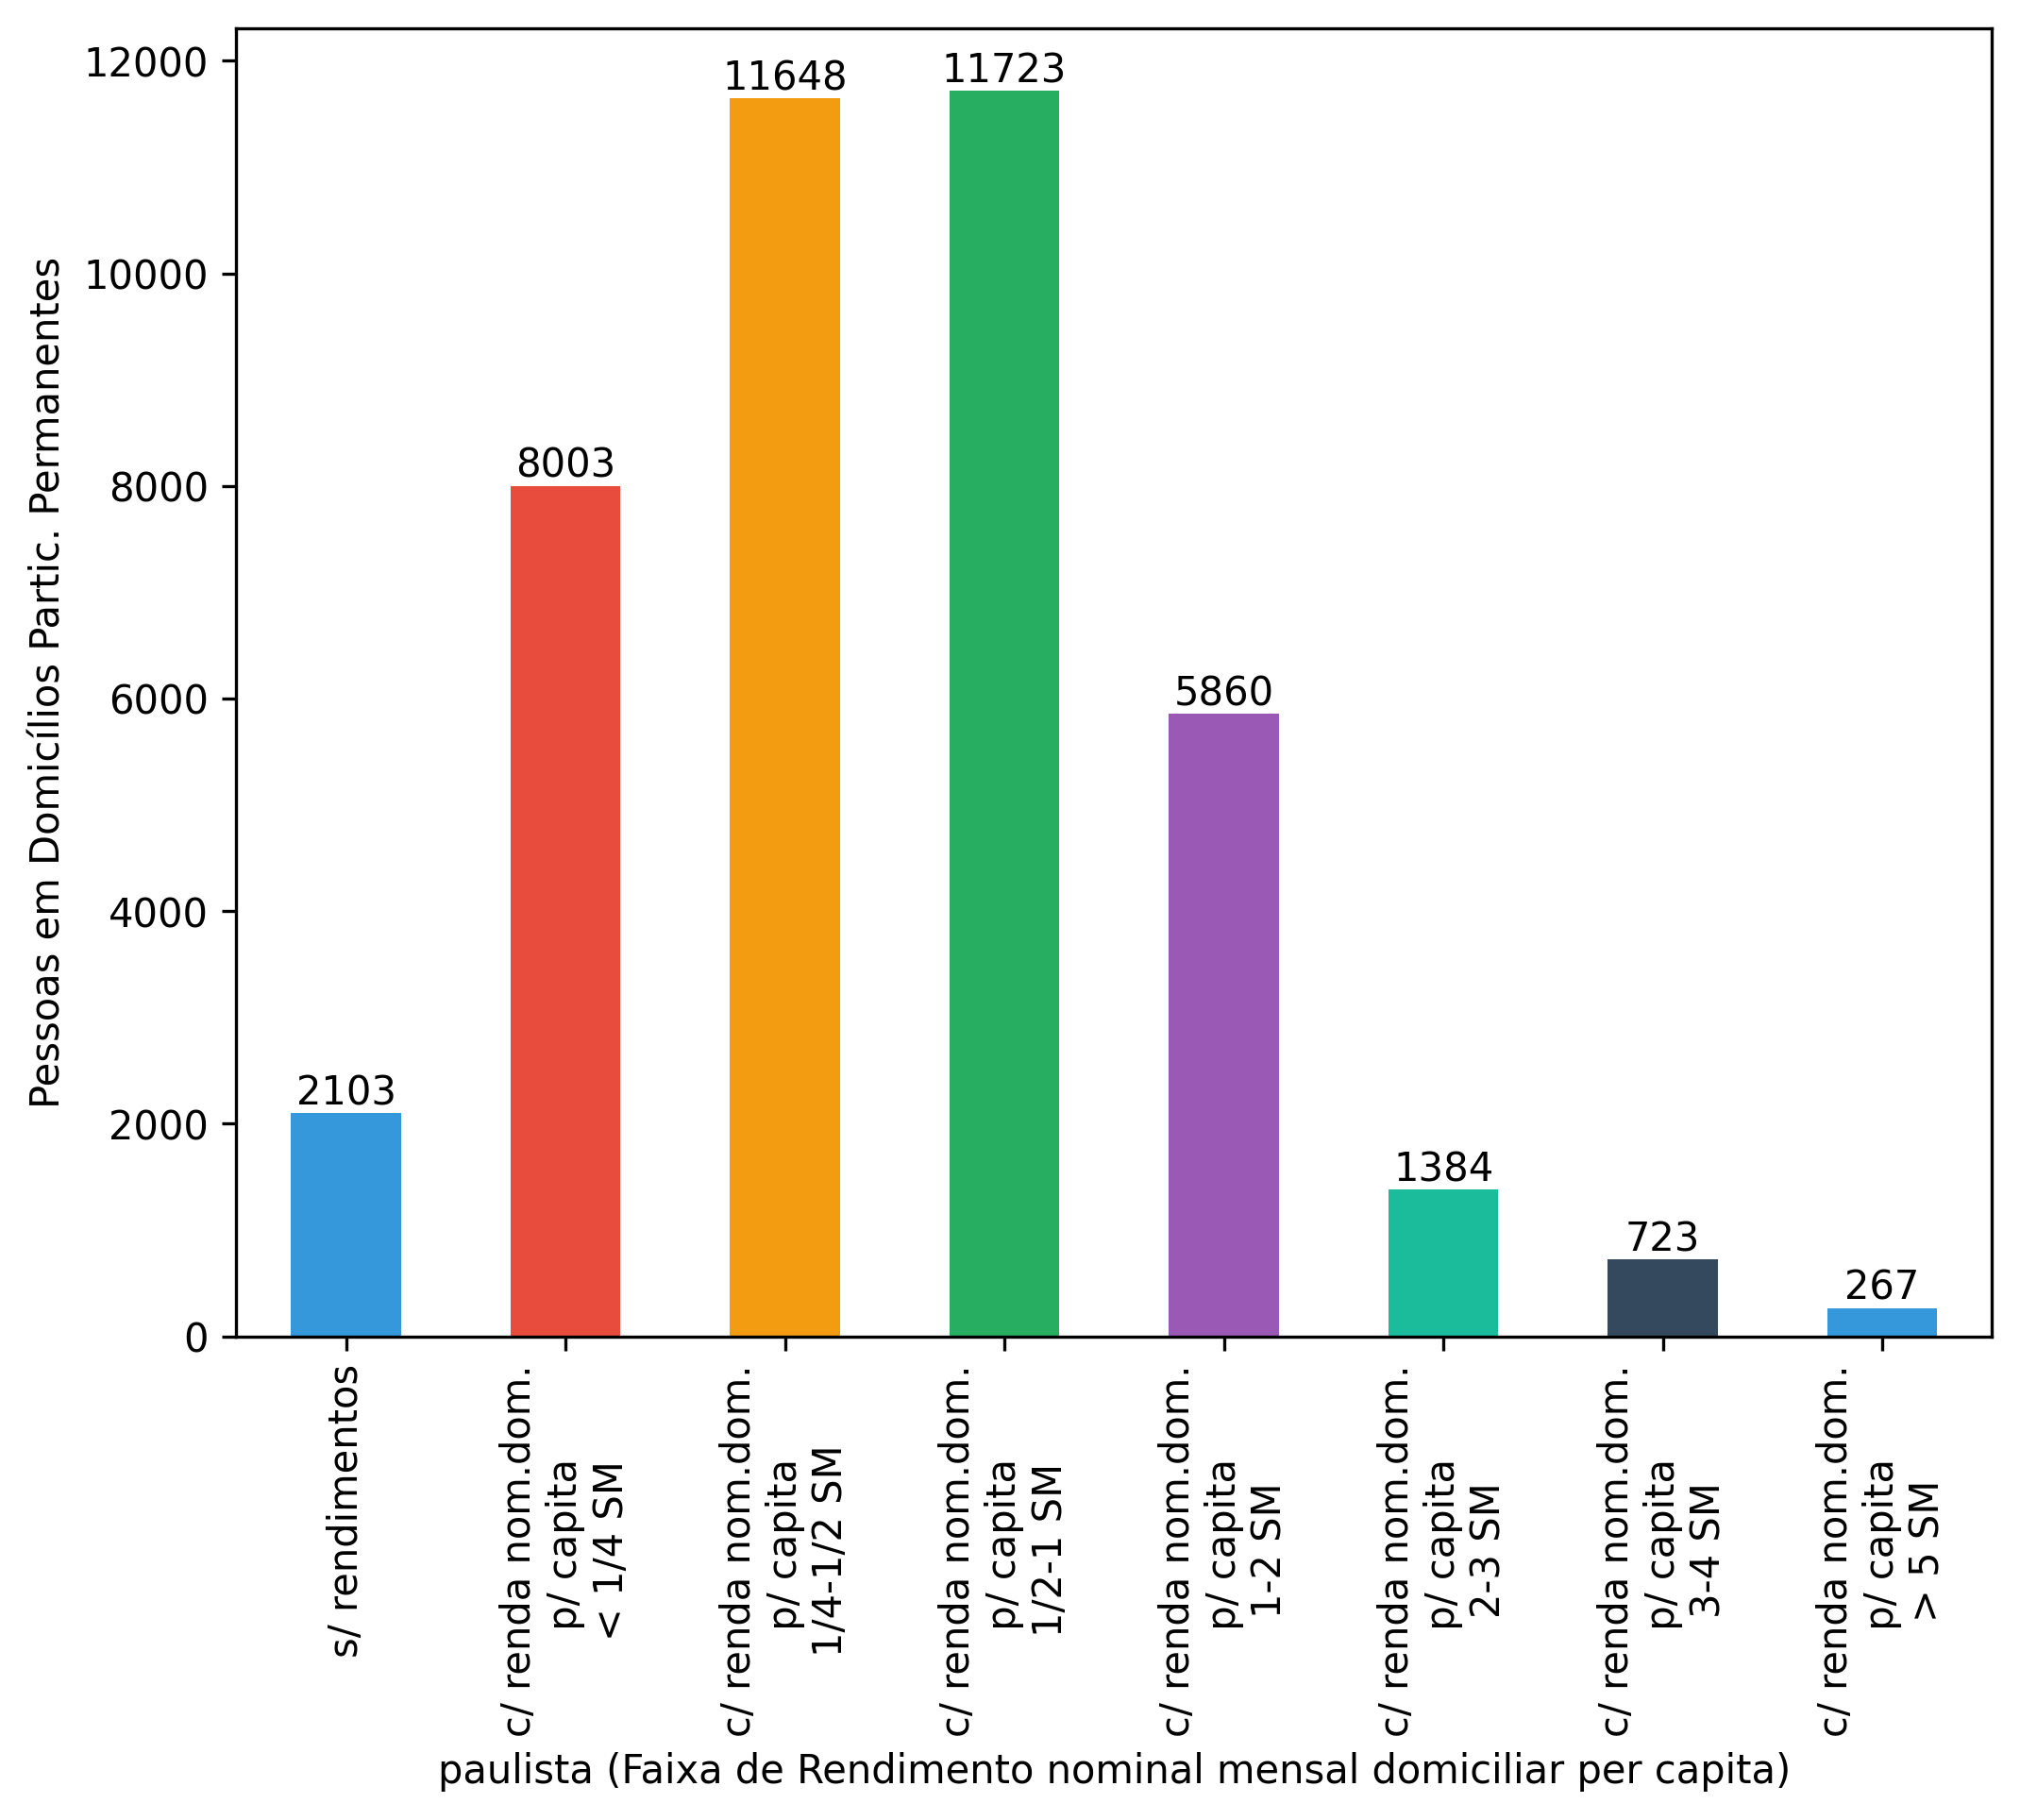 Pessoas em Domicílios Partic. Permanentes
12000
10000
8000
6000
4000
2000
0
2103
8003
11648
11723
5860
1384
723
267
s/ rendimentos
c/ renda nom.dom.
p/ capita
< 1/4 SM
c/ renda nom.dom.
p/ capita
1/4-1/2 SM
c/ renda nom.dom.
p/ capita
1/2-1 SM
c/ renda nom.dom.
p/ capita
1-2 SM
c/ renda nom.dom.
p/ capita
2-3 SM
c/ renda nom.dom.
p/ capita
3-4 SM
c/ renda nom.dom.
p/ capita
> 5 SM
paulista (Faixa de Rendimento nominal mensal domiciliar per capita)